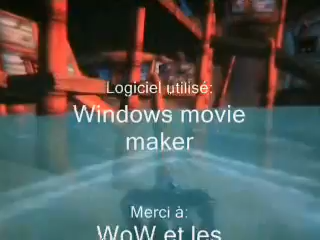 Logiciel utilisé:
Windows movie
maker
Merci à:
WoW et les